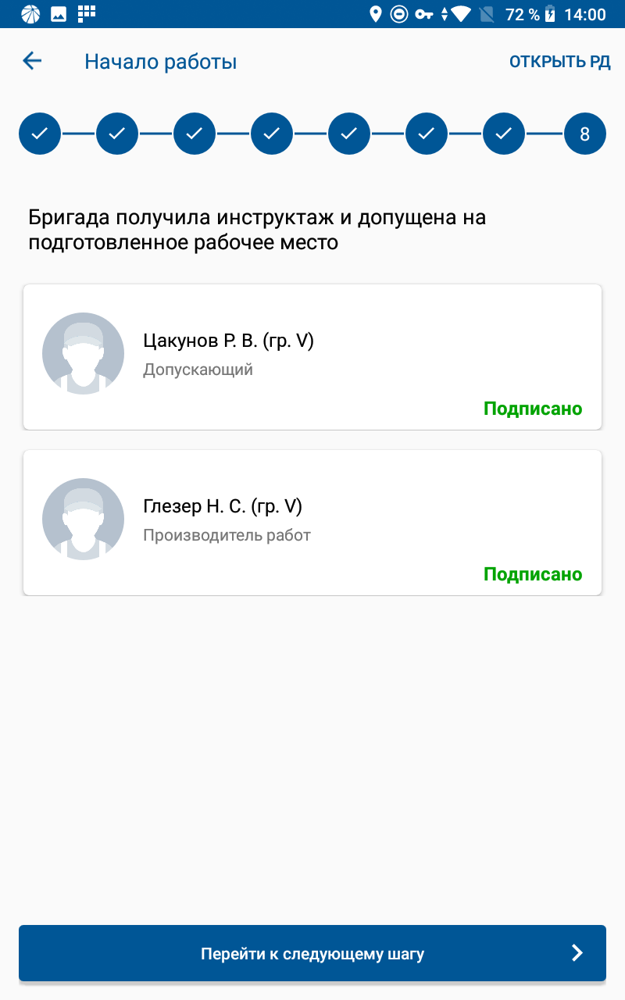 72 % 14:00
Начало работы ОТКРЫТЬ РД
8
Бригада получила инструктаж и допущена на
подготовленное рабочее место
Цакунов Р. В. (гр. V)
Допускающий
Подписано
Глезер Н. С. (гр. V)
Производитель работ
Подписано
Перейти к следующему шагу